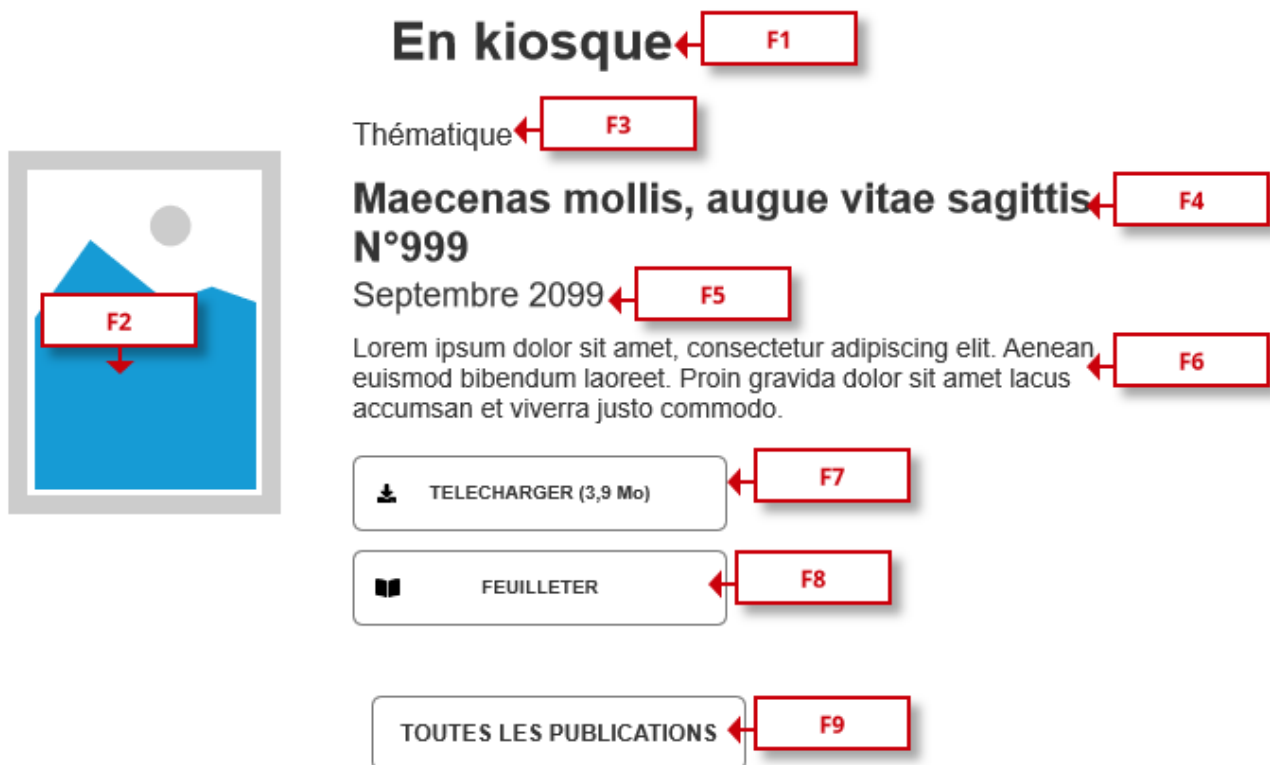 En kiosque
F1
Thématique
F3
Maecenas mollis, augue vitae sagittis
F4
N°999
Septembre 2099
F5
F2
Lorem ipsum dolor sit amet, consectetur adipiscing elit. Aenean
F6
euismod bibendum laoreet. Proin gravida dolor sit amet lacus
accumsan et viverra justo commodo.
TELECHARGER (3,9 Mo)
F7
FEUILLETER
F8
TOUTES LES PUBLICATIONS
F9